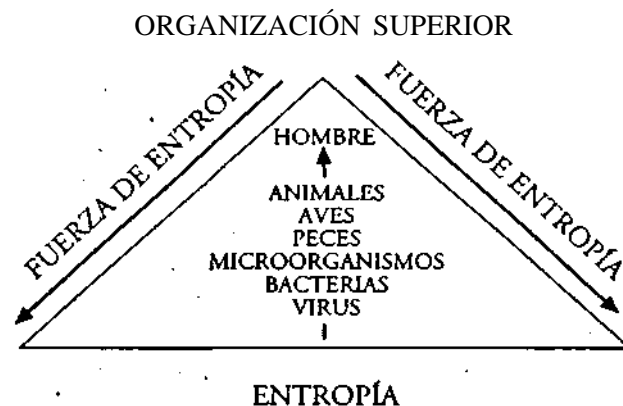 ORGANIZACIÓN SUPERIOR
FUERZA DE ENTROPÍA
FUERZA DE ENTROPÍA
HOMBRE
ANIMALES
AVES
PECES
MICROORGANISMOS
BACTERIAS
VIRUS
ENTROPÍA